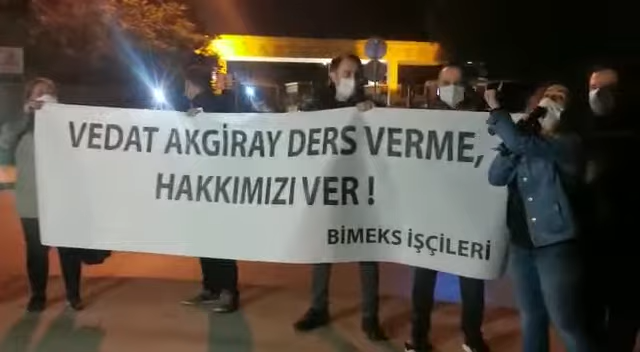 VEDAT AKGİRAY DERS VERME,
HAKKIMIZI VER !
BİMEKS İŞÇİLERİ